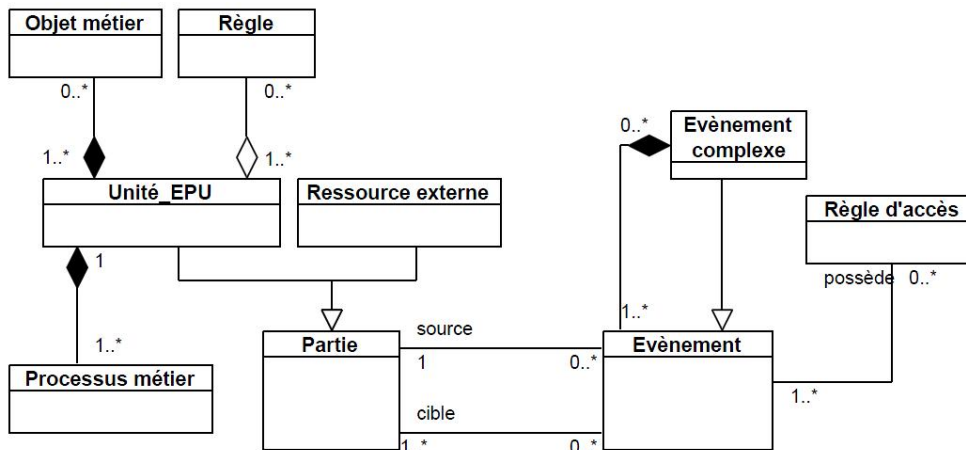 Objet métier
Règle
0..*
0..*
1..*
1..*
Unité_EPU
Ressource externe
0..*
Evènement
complexe
Règle d'accès
1
possède
0..*
1..*
1..*
Processus métier
Partie
source
1
0..*
Evènement
cible
1..*
0..*
1..*